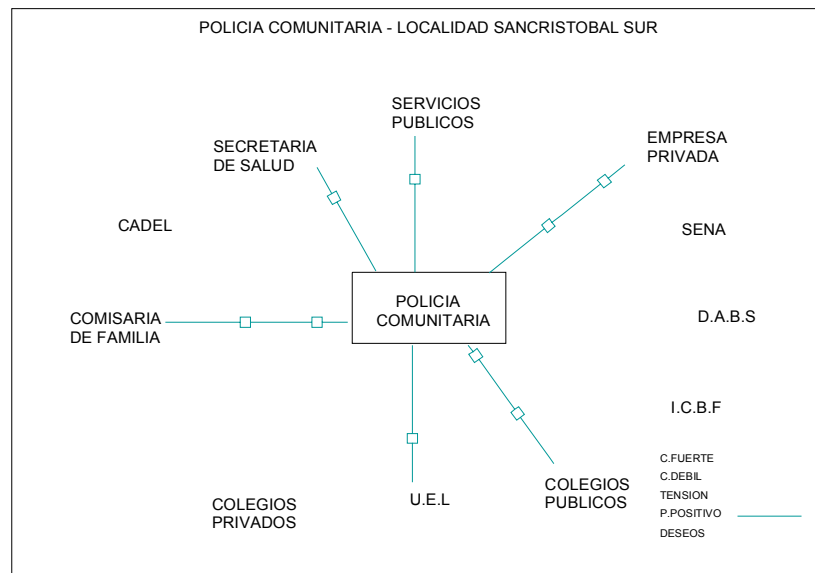 POLICIA COMUNITARIA - LOCALIDAD SANCRISTOBAL SUR
SERVICIOS
PUBLICOS
SECRETARIA
DE SALUD
EMPRESA
PRIVADA
CADEL
SENA
POLICIA
COMUNITARIA
COMISARIA
DE FAMILIA
D.A.B.S
I.C.B.F
COLEGIOS
PRIVADOS
U.E.L
COLEGIOS
PUBLICOS
C.FUERTE
C.DEBIL
TENSION
P.POSITIVO
DESEOS